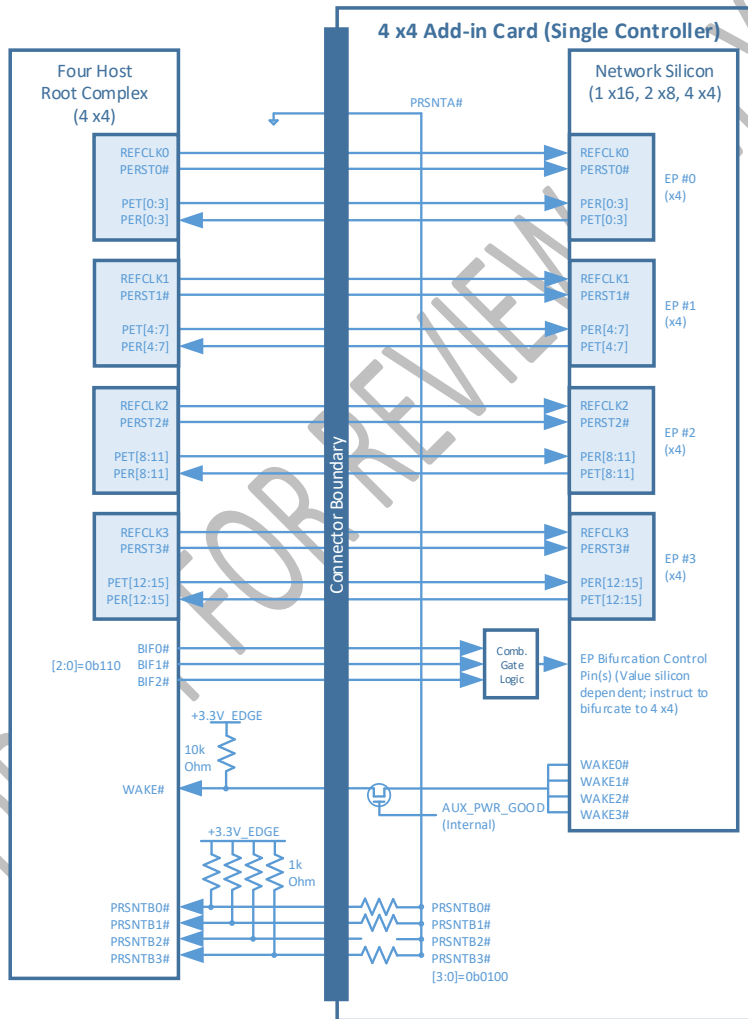 4 x4 Add-in Card (Single Controller)
Four Host
Root Complex
(4 x4)
Network Silicon
(1 x16, 2 x8, 4 x4)
PRSNTA#
REFCLK0
PERST0#
PET[0:3]
PER[0:3]
REFCLK0
PERST0#
PER[0:3]
PET[0:3]
EP #0
(x4)
REFCLK1
PERST1#
PET[4:7]
PER[4:7]
REFCLK1
PERST1#
PER[4:7]
PET[4:7]
EP #1
(x4)
REFCLK2
PERST2#
PET[8:11]
PER[8:11]
REFCLK2
PERST2#
PER[8:11]
PET[8:11]
EP #2
(x4)
Connector Boundary
REFCLK3
PERST3#
PET[12:15]
PER[12:15]
REFCLK3
PERST3#
PER[12:15]
PET[12:15]
EP #3
(x4)
[2:0]=0b110
BIF0#
BIF1#
BIF2#
Comb.
Gate
Logic
EP Bifurcation Control
Pin(s) (Value silicon
dependent; instruct to
bifurcate to 4 x4)
+3.3V_EDGE
10k
Ohm
WAKE#
AUX_PWR_GOOD
(Internal)
WAKE0#
WAKE1#
WAKE2#
WAKE3#
+3.3V_EDGE
1k
Ohm
PRSNTB0#
PRSNTB1#
PRSNTB2#
PRSNTB3#
PRSNTB0#
PRSNTB1#
PRSNTB2#
PRSNTB3#
[3:0]=0b0100
FOR REVIEW